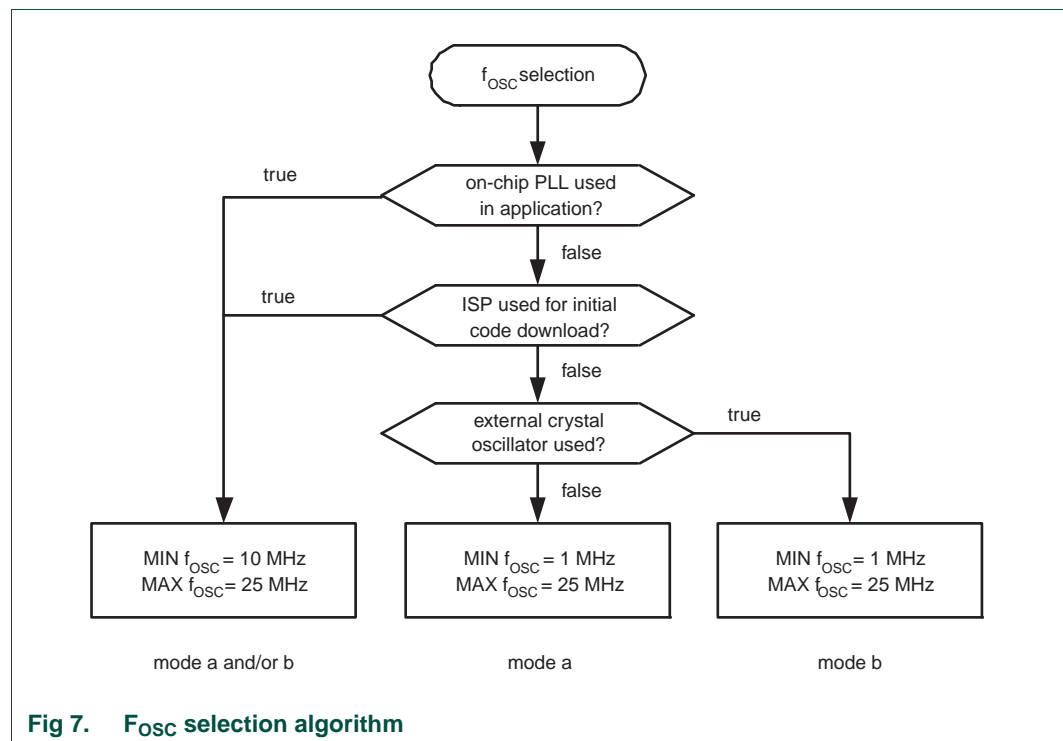 fOSC selection
true
on-chip PLL used
in application?
false
true
ISP used for initial
code download?
false
external crystal
oscillator used?
true
false
MIN fOSC = 10 MHz
MAX fOSC = 25 MHz
MIN fOSC = 1 MHz
MAX fOSC = 25 MHz
MIN fOSC = 1 MHz
MAX fOSC = 25 MHz
mode a and/or b
mode a
mode b
Fig 7. FOSC selection algorithm